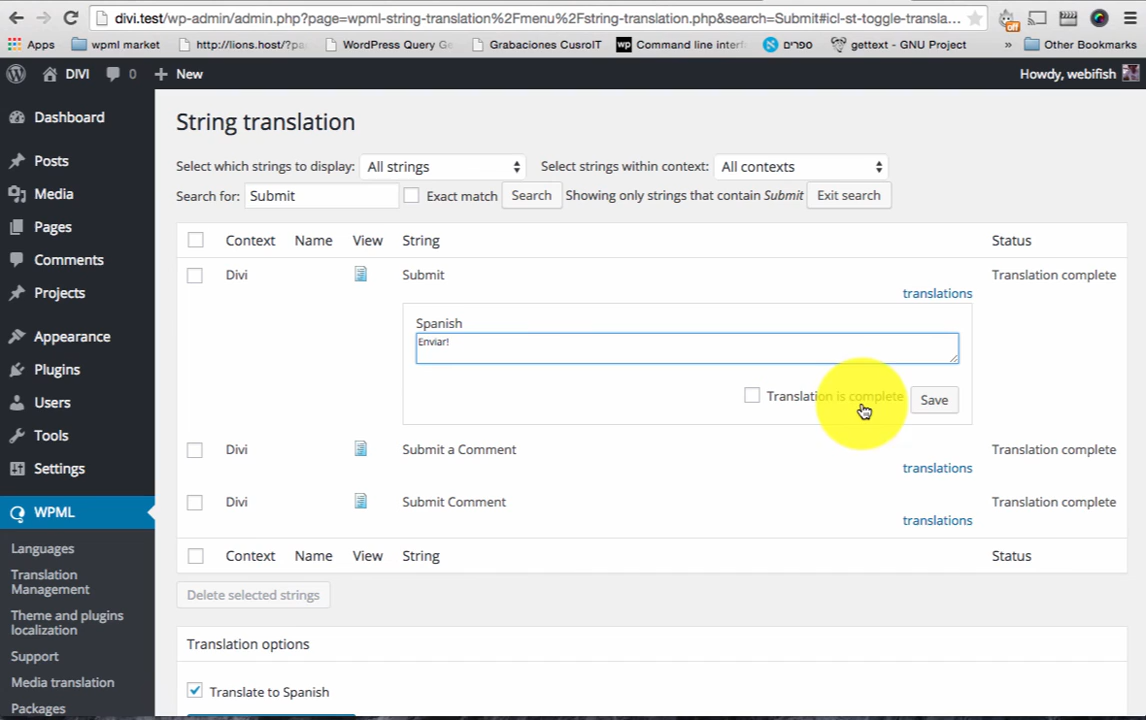 divi.test/wp-admin/admin.php?page=wpml-string-translation%2Fmenu%2Fstring-translation.php&search=Submit#icl-st-toggle-transla...
Apps wpml market http://lions.host/?pa WordPress Query Ge Grabaciones CusroIT Command line interf ספרים gettext - GNU Project » Other Bookmarks
DIVI 0 New Howdy, webifish
Dashboard
Posts
Media
Pages
Comments
Projects
Appearance
Plugins
Users
Tools
Settings
WPML
Languages
Translation
Management
Theme and plugins
localization
Support
Media translation
Packages
String translation
Select which strings to display: All strings Select strings within context: All contexts
Search for: Submit Exact match Search Showing only strings that contain Submit Exit search
Context Name View String Status
Divi Submit Translation complete
translations
Spanish
Enviar!
Translation is complete Save
Divi Submit a Comment Translation complete
translations
Divi Submit Comment Translation complete
translations
Context Name View String Status
Delete selected strings
Translation options
Translate to Spanish